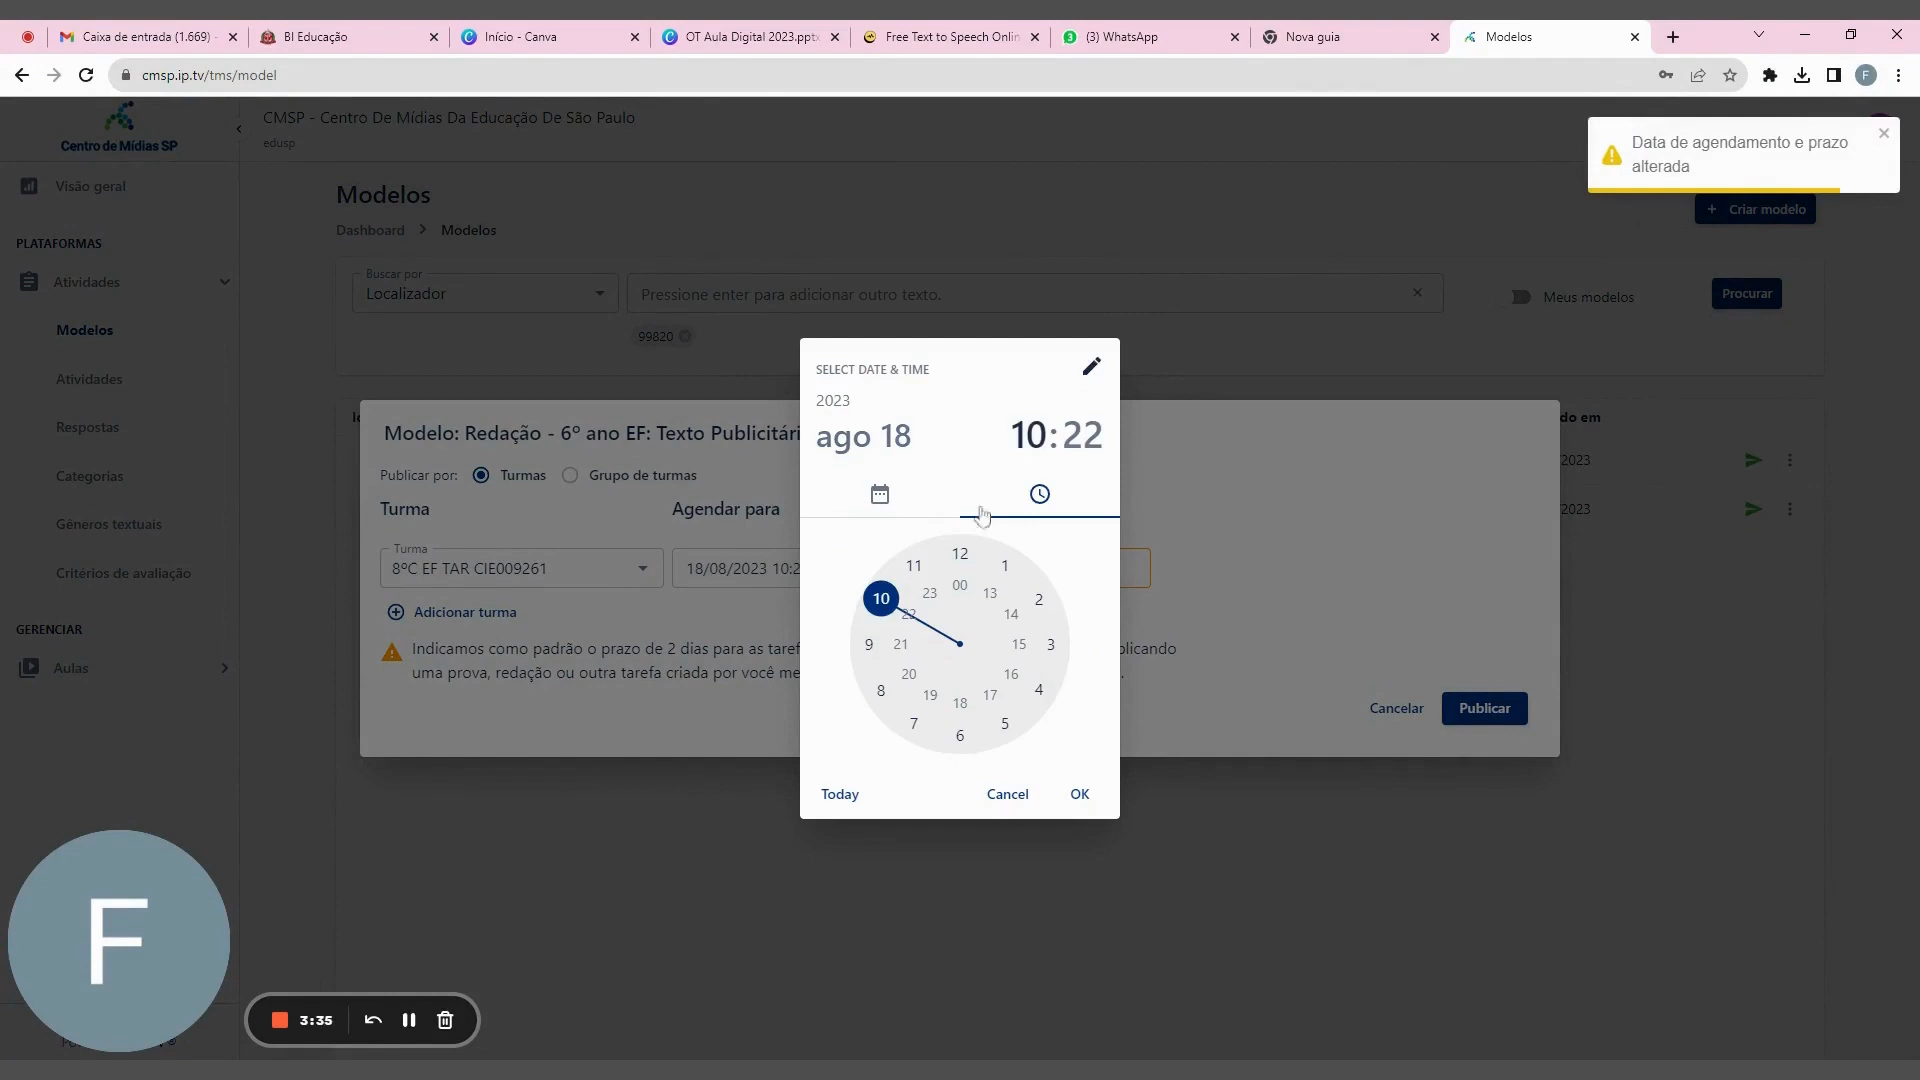 Caixa de entrada (1.669) -
BI Educação
Início - Canva
OT Aula Digital 2023.pptx
Free Text to Speech Onlin
(3) WhatsApp
Nova guia
Modelos
cmsp.ip.tv/tms/model
F
Centro de Mídias SP
CMSP - Centro De Mídias Da Educação De São Paulo
edusp
Data de agendamento e prazo
alterada
Visão geral
PLATAFORMAS
Atividades
Modelos
Atividades
Respostas
Categorias
Gêneros textuais
Critérios de avaliação
GERENCIAR
Aulas
Modelos
Dashboard > Modelos
+ Criar modelo
Buscar por
Localizador
Pressione enter para adicionar outro texto.
Meus modelos
Procurar
99820
do em
2023
2023
Modelo: Redação - 6º ano EF: Texto Publicitári
Publicar por: Turmas Grupo de turmas
Turma
Agendar para
Turma
8ºC EF TAR CIE009261
18/08/2023 10:2
Adicionar turma
Indicamos como padrão o prazo de 2 dias para as taref
plicando
uma prova, redação ou outra tarefa criada por você me
Cancelar
Publicar
SELECT DATE & TIME
2023
ago 18
10:22
12
11
1
00
23
13
10
2
22
14
9
21
15
3
20
16
8
4
19
17
18
7
5
6
Today
Cancel
OK
F
3:35